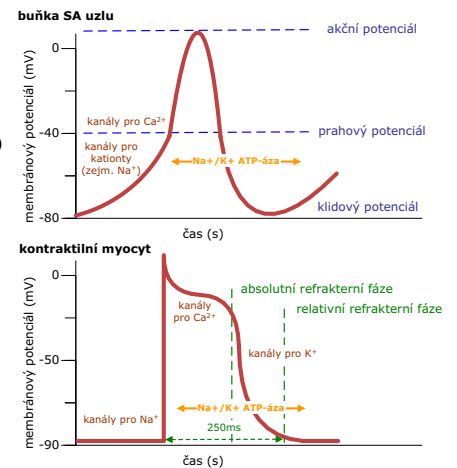 buňka SA uzlu
akční potenciál
0
membránový potenciál (mV)
kanály pro Ca²⁺
-40
)
kanály pro
kationty
(zejm. Na⁺)
prahový potenciál
Na+/K+ ATP-áza
klidový potenciál
-80
čas (s)
kontraktilní myocyt
0
membránový potenciál (mV)
absolutní refrakterní fáze
kanály
pro Ca²⁺
relativní refrakterní fáze
-50
kanály pro K⁺
Na+/K+ ATP-áza
kanály pro Na⁺
250ms
-90
čas (s)